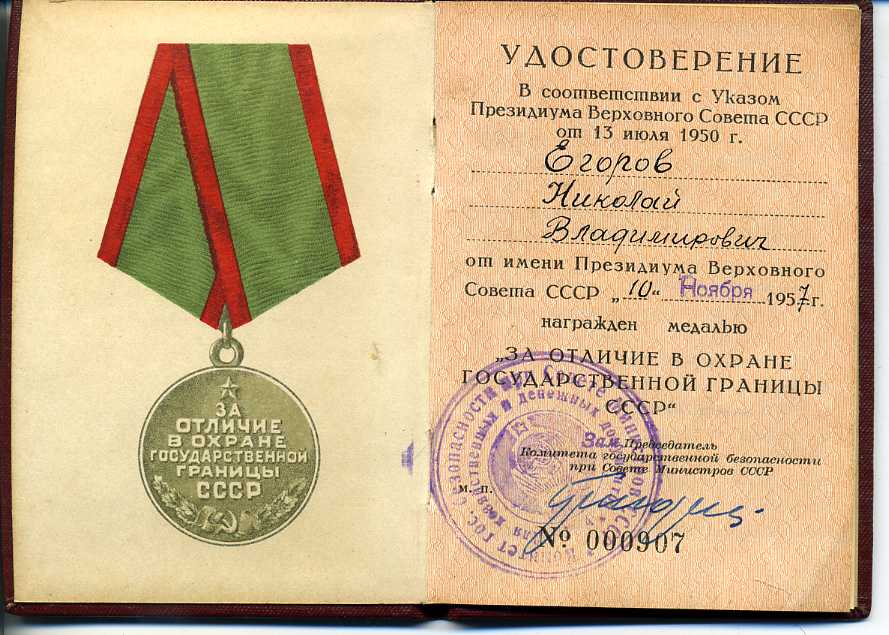 ЗА
ОТЛИЧИЕ
В ОХРАНЕ
ГОСУДАРСТВЕННОЙ
ГРАНИЦЫ
СССР
УДОСТОВЕРЕНИЕ
В соответствии с Указом
Президиума Верховного Совета СССР
от 13 июля 1950 г.
Егоров
Николай
Владимирович
от имени Президиума Верховного
Совета СССР „10“ Ноября 1957 г.
награжден медалью
„ЗА ОТЛИЧИЕ В ОХРАНЕ
ГОСУДАРСТВЕННОЙ ГРАНИЦЫ
СССР“
Зам. Председатель
Комитета государственной безопасности
при Совете Министров СССР
м. п.
№ 000907